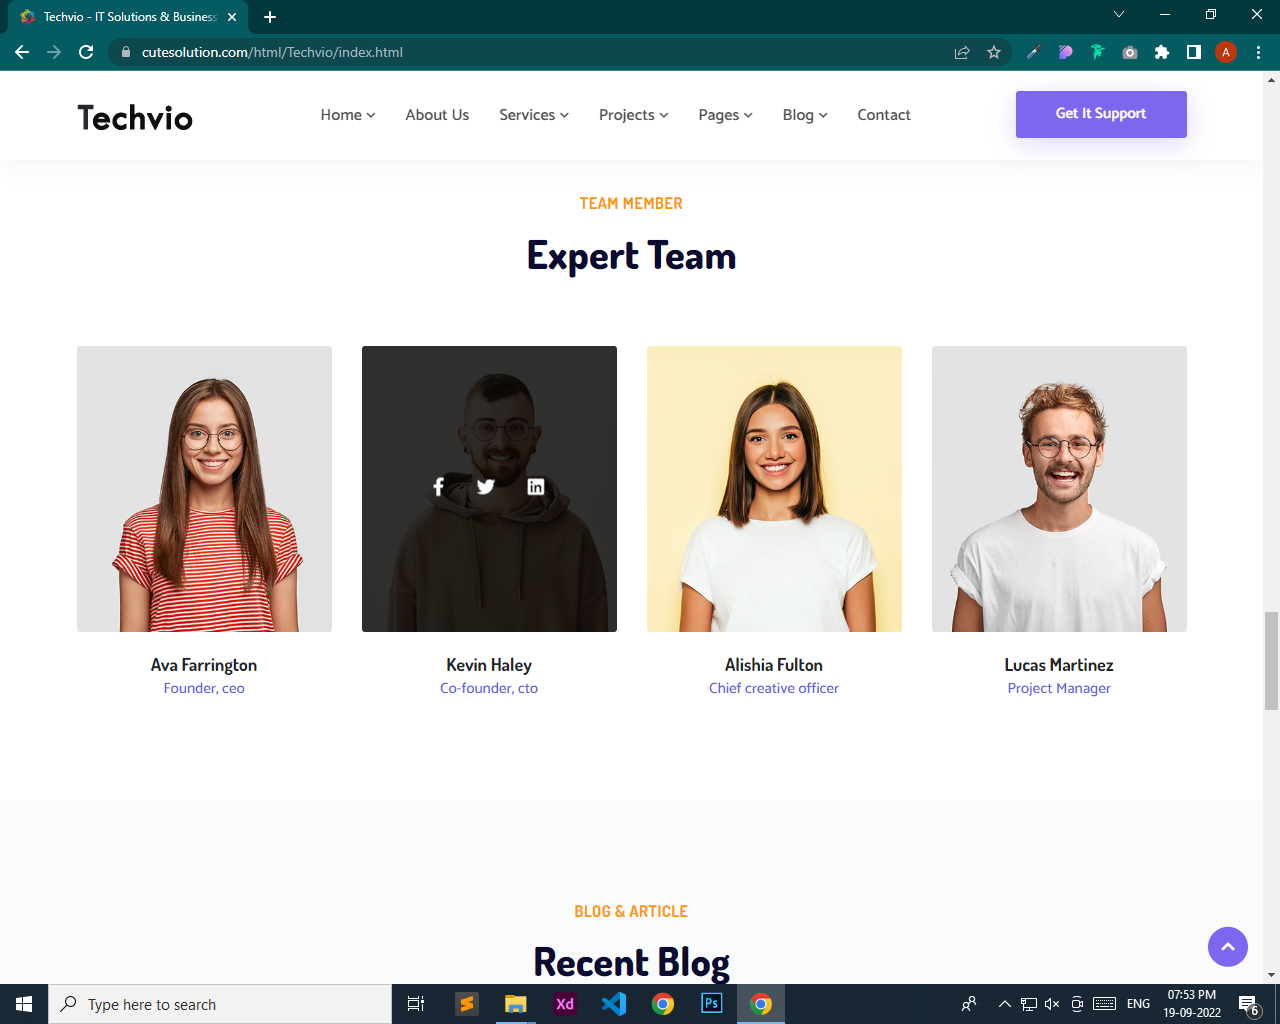 Techvio - IT Solutions & Business
cutesolution.com/html/Techvio/index.html
A
Techvio
Home
About Us
Services
Projects
Pages
Blog
Contact
Get It Support
TEAM MEMBER
Expert Team
Ava Farrington
Founder, ceo
Kevin Haley
Co-founder, cto
Alishia Fulton
Chief creative officer
Lucas Martinez
Project Manager
BLOG & ARTICLE
Recent Blog
Type here to search
Xd
Ps
ENG
07:53 PM
19-09-2022
6